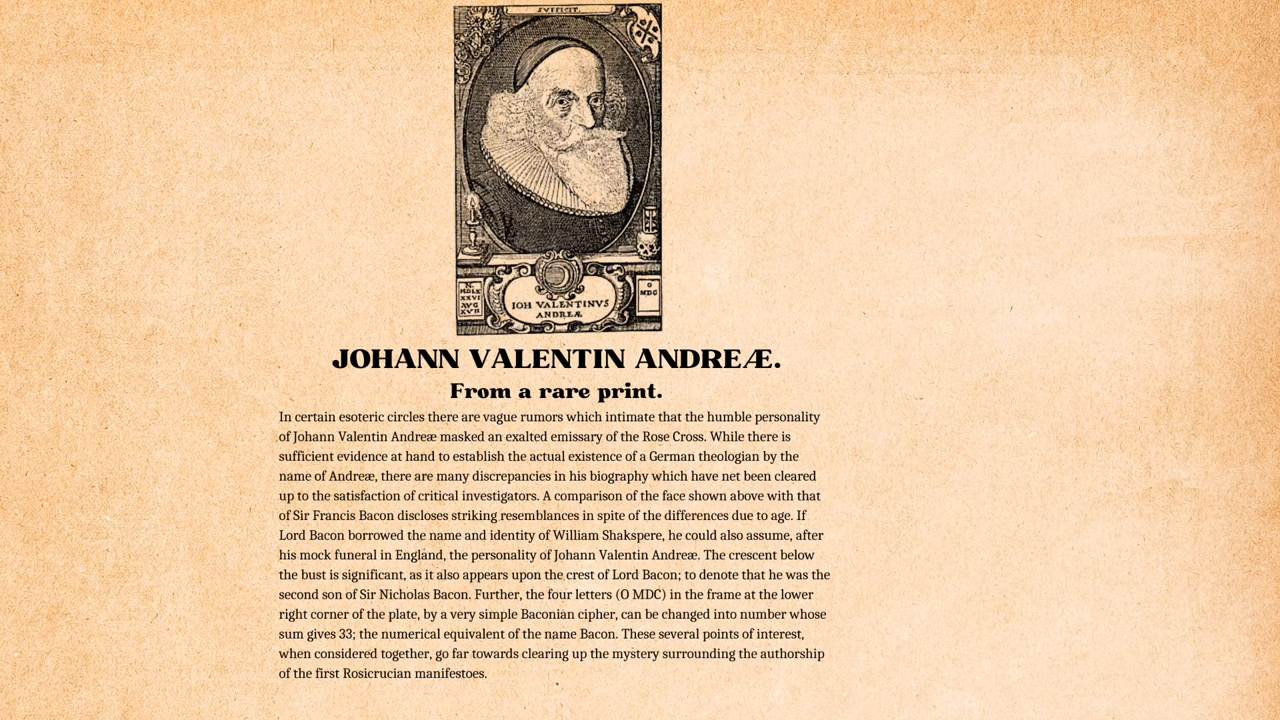 SVFFICIT.
N.
MDLX
XXVI
AVG
XVII
O
MDC
IOH VALENTINVS
ANDREÆ
JOHANN VALENTIN ANDREÆ.
From a rare print.
In certain esoteric circles there are vague rumors which intimate that the humble personality
of Johann Valentin Andreæ masked an exalted emissary of the Rose Cross. While there is
sufficient evidence at hand to establish the actual existence of a German theologian by the
name of Andreæ, there are many discrepancies in his biography which have net been cleared
up to the satisfaction of critical investigators. A comparison of the face shown above with that
of Sir Francis Bacon discloses striking resemblances in spite of the differences due to age. If
Lord Bacon borrowed the name and identity of William Shakspere, he could also assume, after
his mock funeral in England, the personality of Johann Valentin Andreæ. The crescent below
the bust is significant, as it also appears upon the crest of Lord Bacon; to denote that he was the
second son of Sir Nicholas Bacon. Further, the four letters (O MDC) in the frame at the lower
right corner of the plate, by a very simple Baconian cipher, can be changed into number whose
sum gives 33; the numerical equivalent of the name Bacon. These several points of interest,
when considered together, go far towards clearing up the mystery surrounding the authorship
of the first Rosicrucian manifestoes.